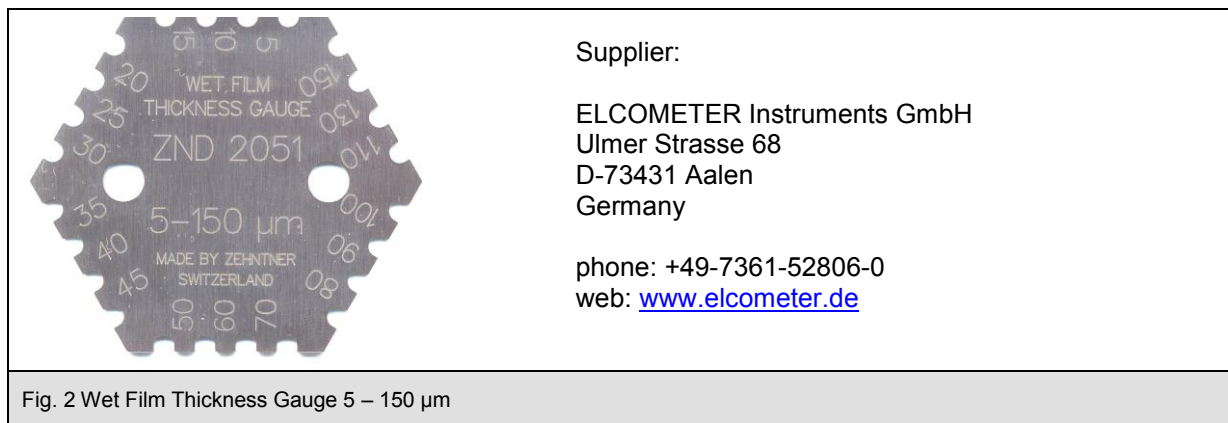 15 10 5
20 150
25 130
30 110
WET FILM
THICKNESS GAUGE
ZND 2051
5–150 µm
MADE BY ZEHNTNER
SWITZERLAND
35 100
40 90
45 80
50 60 70
Supplier:
ELCOMETER Instruments GmbH
Ulmer Strasse 68
D-73431 Aalen
Germany
phone: +49-7361-52806-0
web: www.elcometer.de
Fig. 2 Wet Film Thickness Gauge 5 – 150 µm